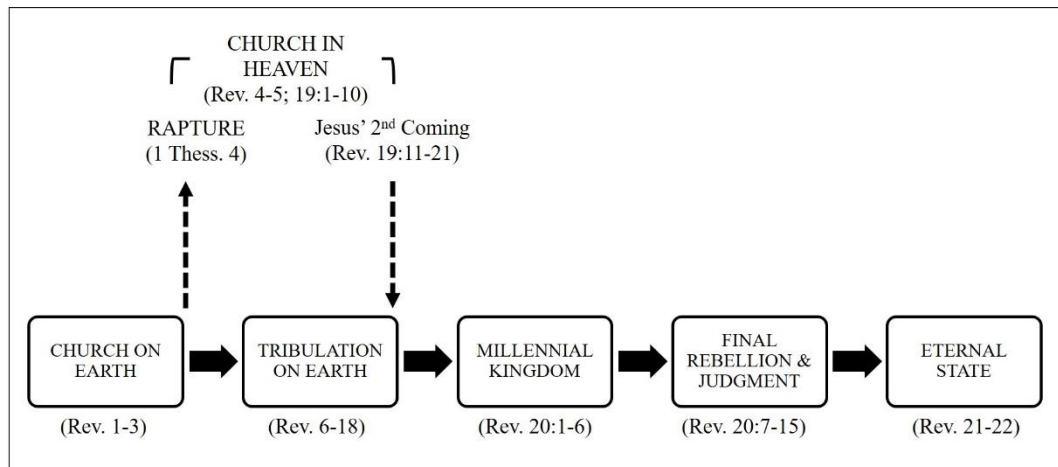 CHURCH IN
HEAVEN
(Rev. 4-5; 19:1-10)
RAPTURE
(1 Thess. 4)
Jesus’ 2nd Coming
(Rev. 19:11-21)
CHURCH ON
EARTH
(Rev. 1-3)
TRIBULATION
ON EARTH
(Rev. 6-18)
MILLENNIAL
KINGDOM
(Rev. 20:1-6)
FINAL
REBELLION &
JUDGMENT
(Rev. 20:7-15)
ETERNAL
STATE
(Rev. 21-22)